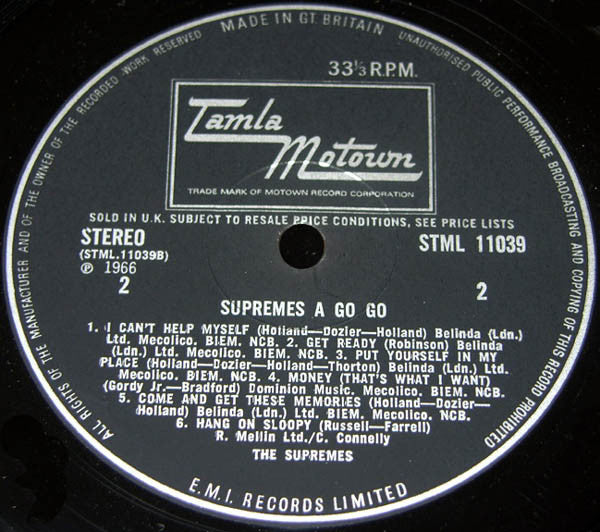 MADE IN GT. BRITAIN
UNAUTHORISED PUBLIC PERFORMANCE BROADCASTING AND COPYING OF THIS RECORD PROHIBITED
ALL RIGHTS OF THE MANUFACTURER AND OF THE OWNER OF THE RECORDED WORK RESERVED
33⅓ R.P.M.
Tamla
Motown
TRADE MARK OF MOTOWN RECORD CORPORATION
SOLD IN U.K. SUBJECT TO RESALE PRICE CONDITIONS, SEE PRICE LISTS
STEREO
(STML.11039B)
℗ 1966
2
STML 11039
2
SUPREMES A GO GO
1. I CAN'T HELP MYSELF (Holland—Dozier—Holland) Belinda (Ldn.)
Ltd. Mecolico. BIEM. NCB. 2. GET READY (Robinson) Belinda
(Ldn.) Ltd. Mecolico. BIEM. NCB. 3. PUT YOURSELF IN MY
PLACE (Holland—Dozier—Holland—Thorton) Belinda (Ldn.) Ltd.
Mecolico. BIEM. NCB. 4. MONEY (THAT'S WHAT I WANT)
(Gordy Jr.—Bradford) Dominion Music. Mecolico. BIEM. NCB.
5. COME AND GET THESE MEMORIES (Holland—Dozier—
Holland) Belinda (Ldn.) Ltd. BIEM. Mecolico. NCB.
6. HANG ON SLOOPY (Russell—Farrell)
R. Mellin Ltd./C. Connelly
THE SUPREMES
E.M.I. RECORDS LIMITED